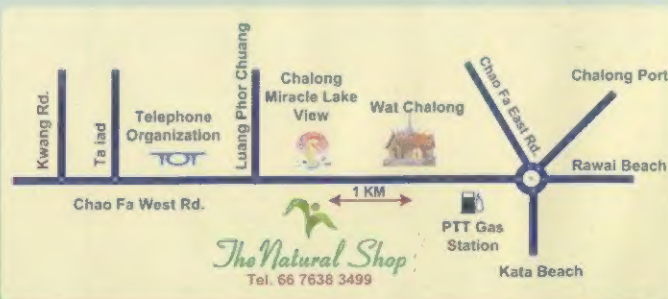 Kwang Rd.
Ta iad
Telephone
Organization
TOT
Luang Phor Chuang
Chalong
Miracle Lake
View
Wat Chalong
Chao Fa East Rd.
Chalong Port
Rawai Beach
Chao Fa West Rd.
1 KM
PTT Gas
Station
Kata Beach
The Natural Shop
Tel. 66 7638 3499